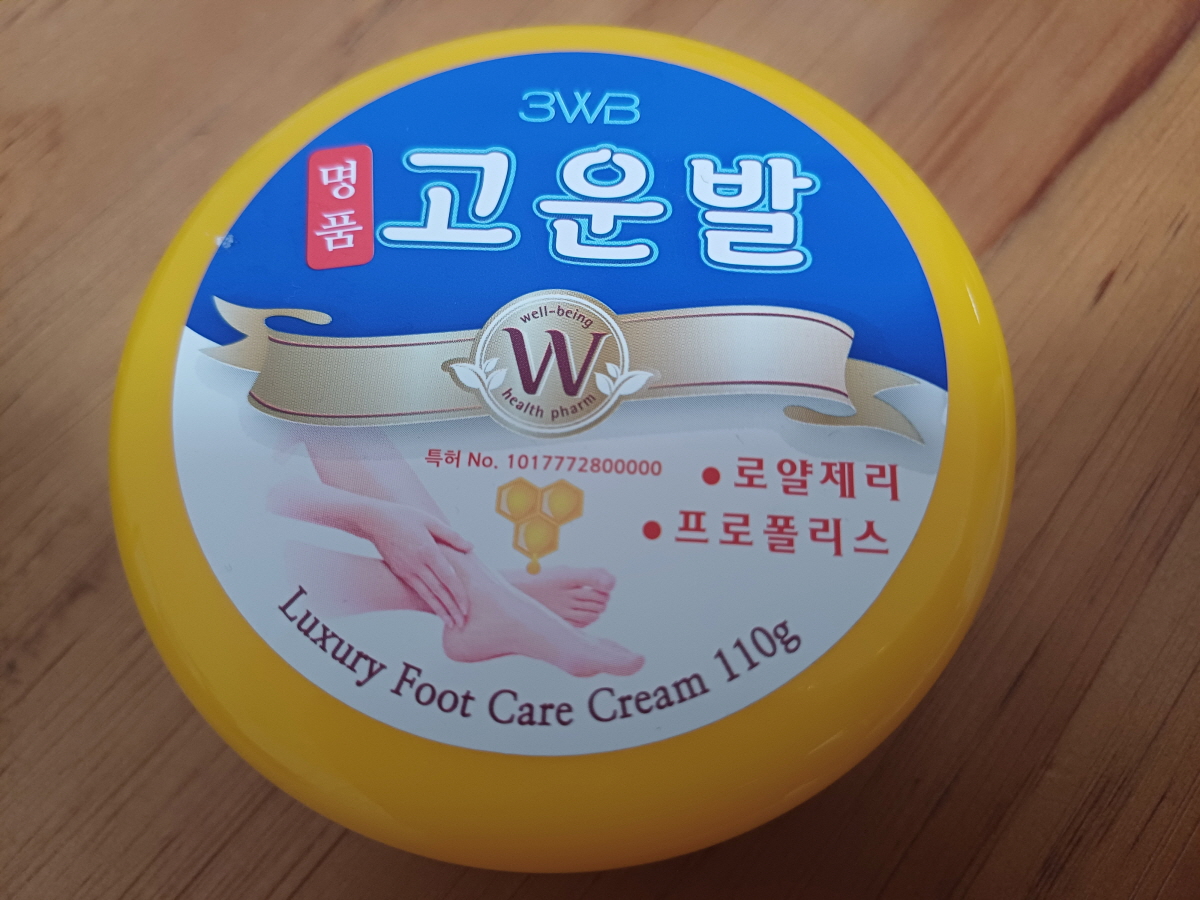 3WB
명품
고운발
well-being
W
health pharm
특허 No. 1017772800000
• 로얄제리
• 프로폴리스
Luxury Foot Care Cream 110g